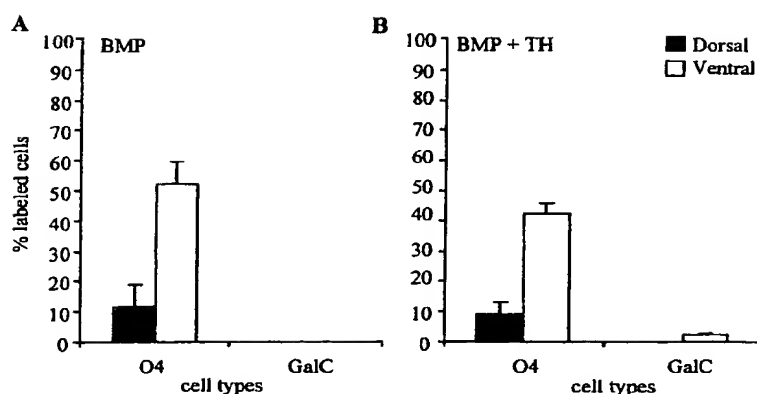 A
BMP
% labeled cells
100
90
80
70
60
50
40
30
20
10
0
O4 GalC
cell types
B
BMP + TH
Dorsal
Ventral
100
90
80
70
60
50
40
30
20
10
0
O4 GalC
cell types